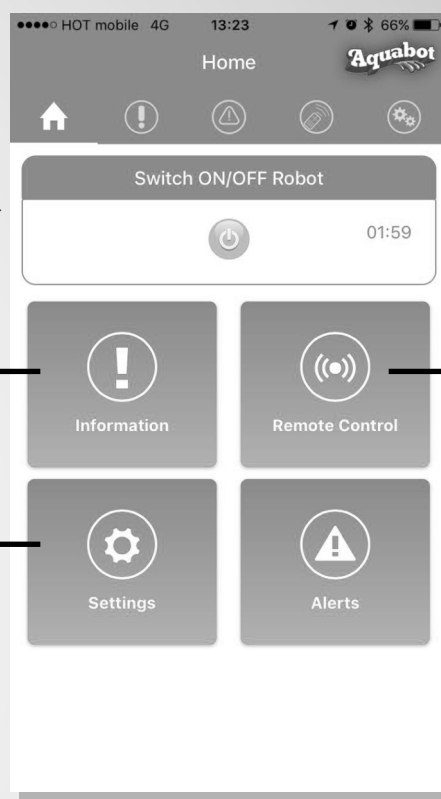 HOT mobile 4G 13:23 66%
Home Aquabot
Switch ON/OFF Robot
01:59
Information Remote Control
Settings Alerts